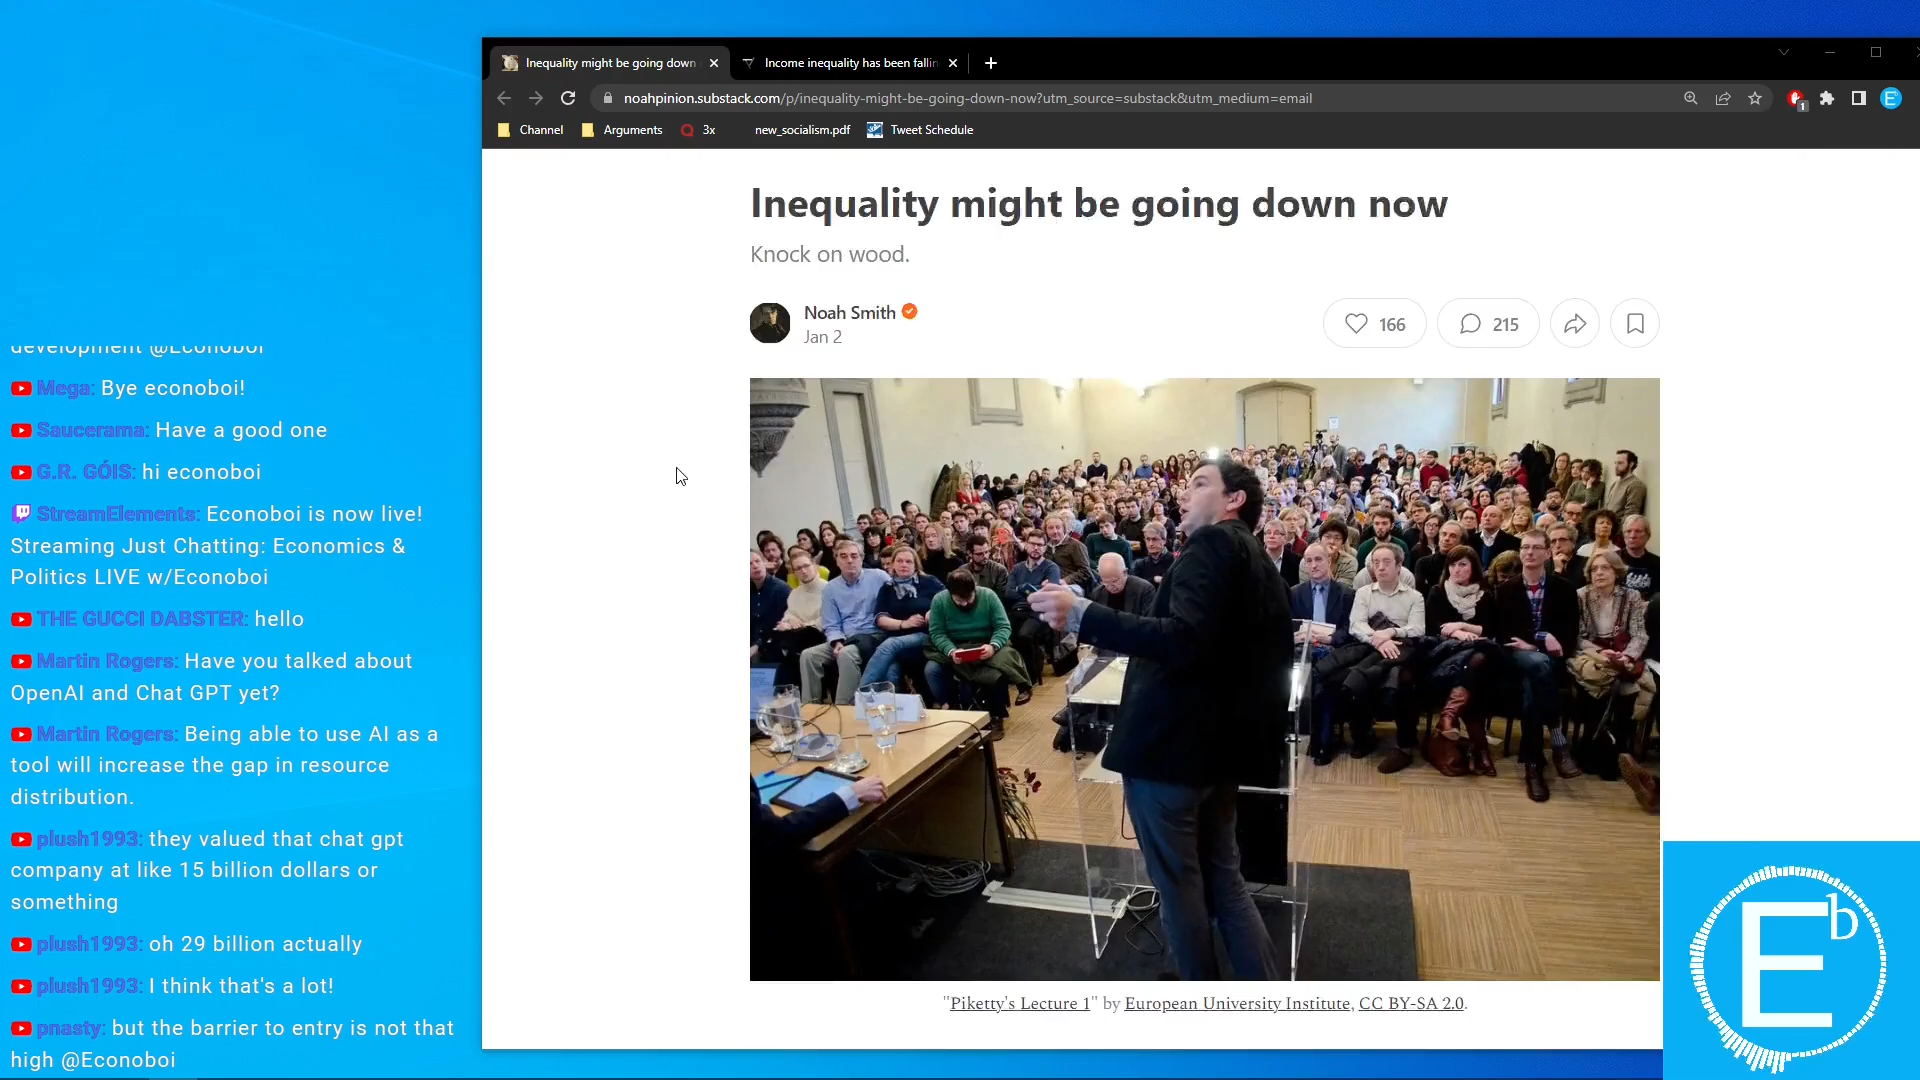 Inequality might be going down
Income inequality has been fallin
noahpinion.substack.com/p/inequality-might-be-going-down-now?utm_source=substack&utm_medium=email
1
E
Channel
Arguments
3x
new_socialism.pdf
Tweet Schedule
Inequality might be going down now
Knock on wood.
Noah Smith
Jan 2
166
215
"Piketty's Lecture 1" by European University Institute, CC BY-SA 2.0.
development @Econoboi
Mega: Bye econoboi!
Saucerama: Have a good one
G.R. GÓIS: hi econoboi
StreamElements: Econoboi is now live!
Streaming Just Chatting: Economics &
Politics LIVE w/Econoboi
THE GUCCI DABSTER: hello
Martin Rogers: Have you talked about
OpenAI and Chat GPT yet?
Martin Rogers: Being able to use AI as a
tool will increase the gap in resource
distribution.
plush1993: they valued that chat gpt
company at like 15 billion dollars or
something
plush1993: oh 29 billion actually
plush1993: I think that's a lot!
pnasty: but the barrier to entry is not that
high @Econoboi
Eb